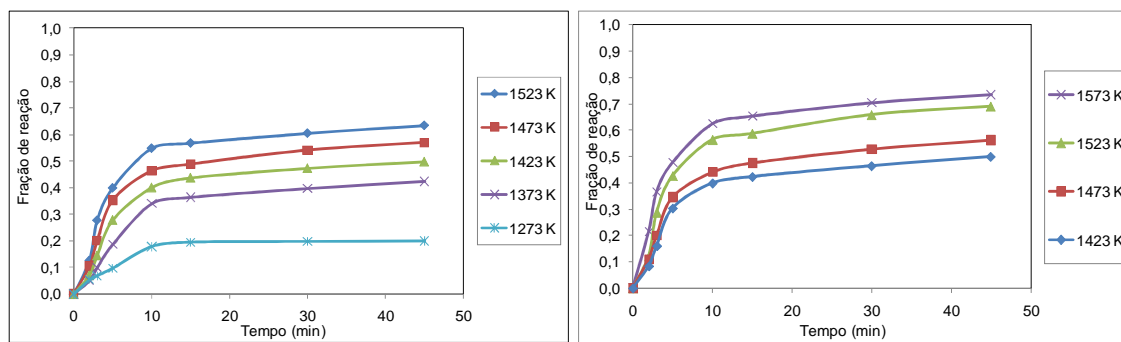 1,0
0,9
0,8
0,7
0,6
0,5
0,4
0,3
0,2
0,1
0,0
Fração de reação
0 10 20 30 40 50
Tempo (min)
1523 K
1473 K
1423 K
1373 K
1273 K
1,0
0,9
0,8
0,7
0,6
0,5
0,4
0,3
0,2
0,1
0,0
Fração de reação
0 10 20 30 40 50
Tempo (min)
1573 K
1523 K
1473 K
1423 K